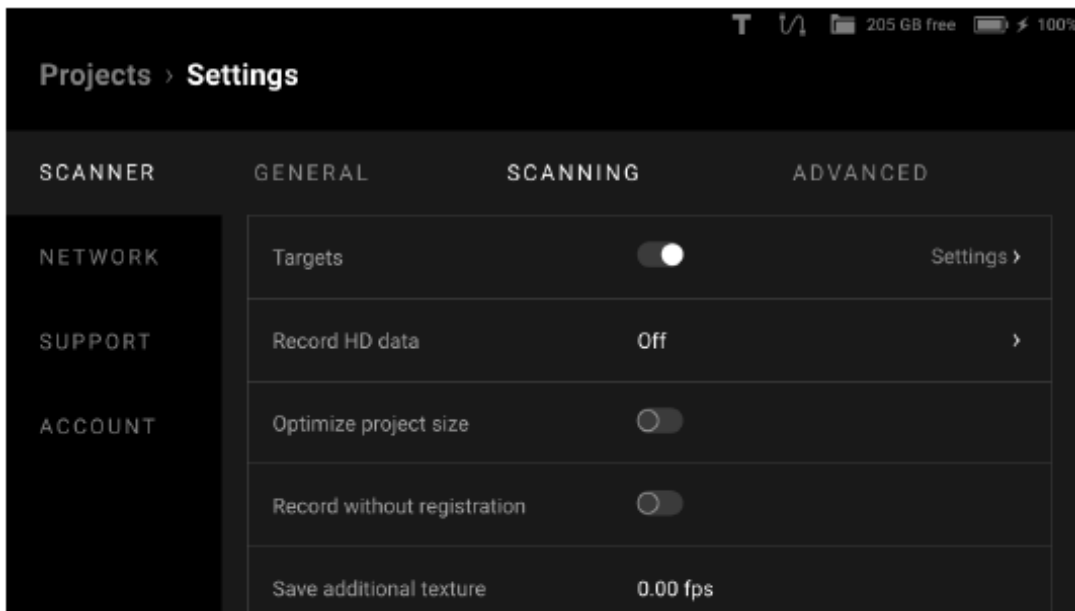 T 205 GB free 100%
Projects › Settings
SCANNER GENERAL SCANNING ADVANCED
NETWORK
Targets Settings ›
SUPPORT
Record HD data Off ›
ACCOUNT
Optimize project size
Record without registration
Save additional texture 0.00 fps